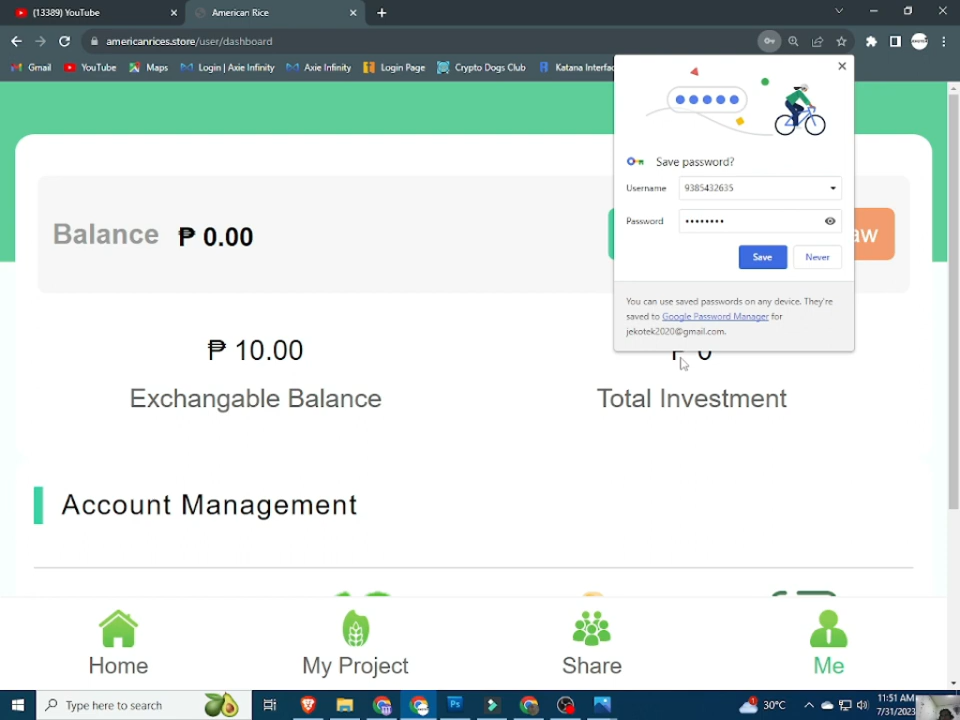 (13389) YouTube
American Rice
americanrices.store/user/dashboard
Gmail YouTube Maps Login | Axie Infinity Axie Infinity Login Page Crypto Dogs Club Katana Interfac
Save password?
Username 9385432635
Password ••••••••
Save Never
You can use saved passwords on any device. They're
saved to Google Password Manager for
jekotek2020@gmail.com.
Balance ₱ 0.00
aw
₱ 10.00
Exchangable Balance
₱ 0
Total Investment
Account Management
Home My Project Share Me
Type here to search
30°C
11:51 AM
7/31/2023